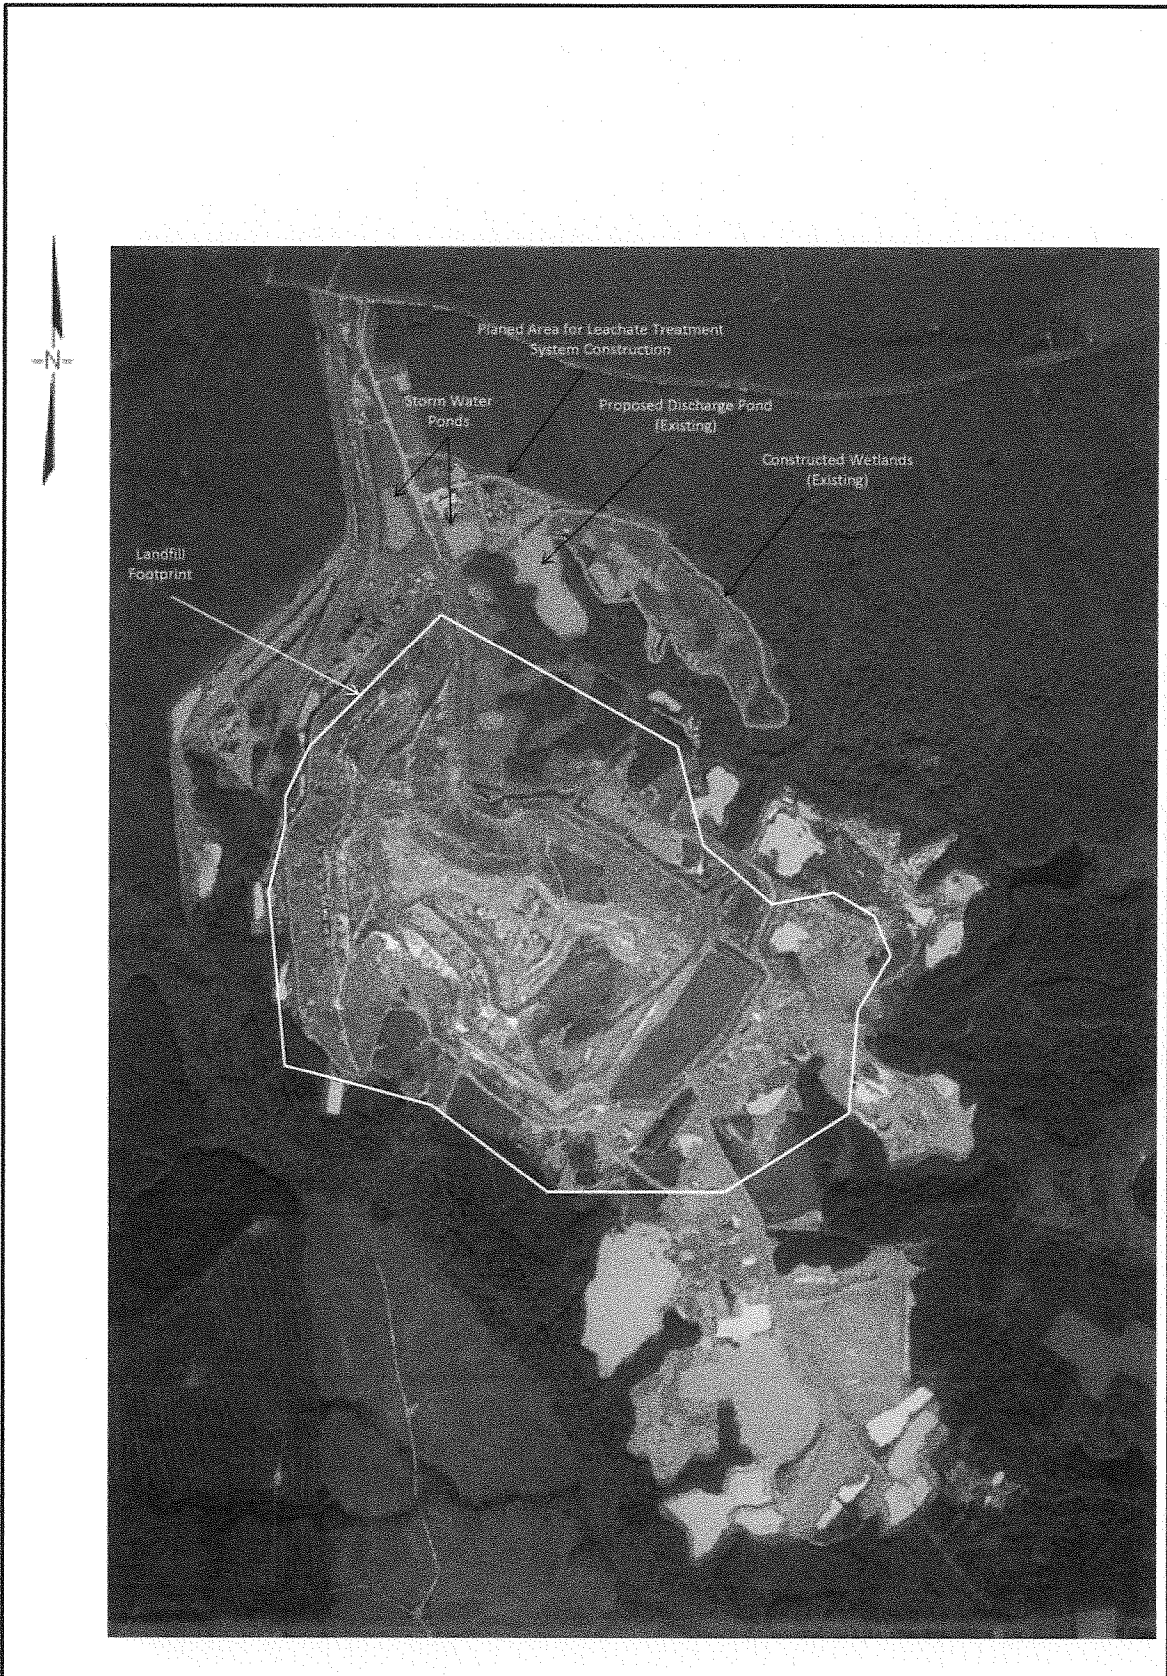 Planed Area for Leachate Treatment
System Construction
Storm Water
Ponds
Proposed Discharge Pond
(Existing)
Constructed Wetlands
(Existing)
Landfill
Footprint
N